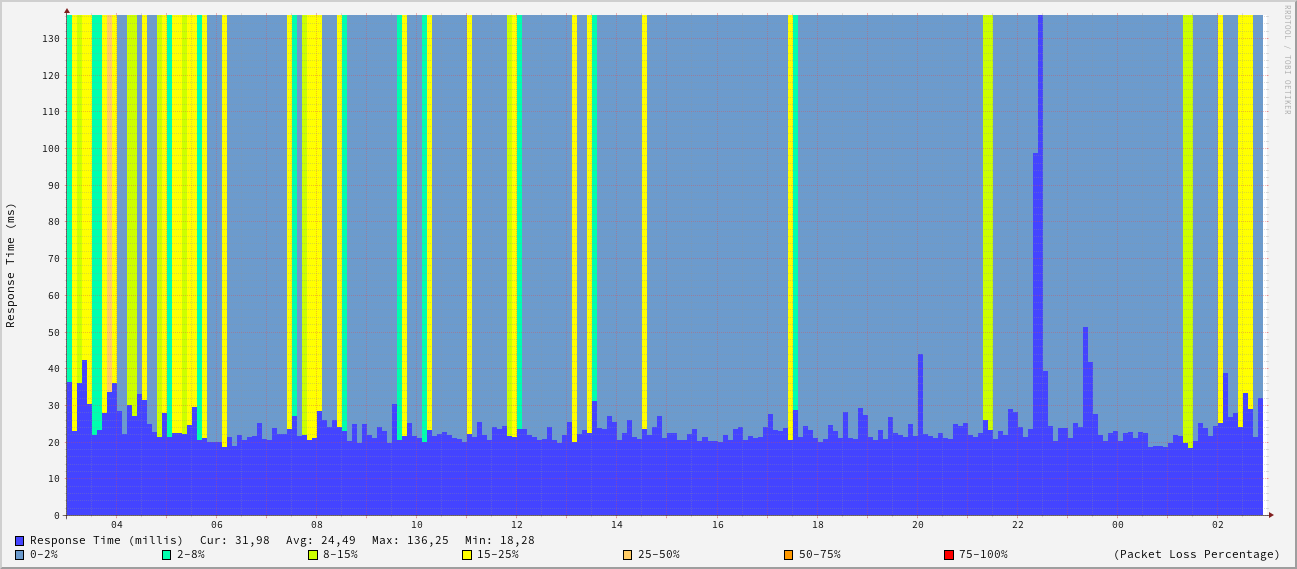 RRDTOOL / TOBI OETIKER
Response Time (ms)
130
120
110
100
90
80
70
60
50
40
30
20
10
0
04 06 08 10 12 14 16 18 20 22 00 02
Response Time (millis) Cur: 31,98 Avg: 24,49 Max: 136,25 Min: 18,28
0-2% 2-8% 8-15% 15-25% 25-50% 50-75% 75-100% (Packet Loss Percentage)